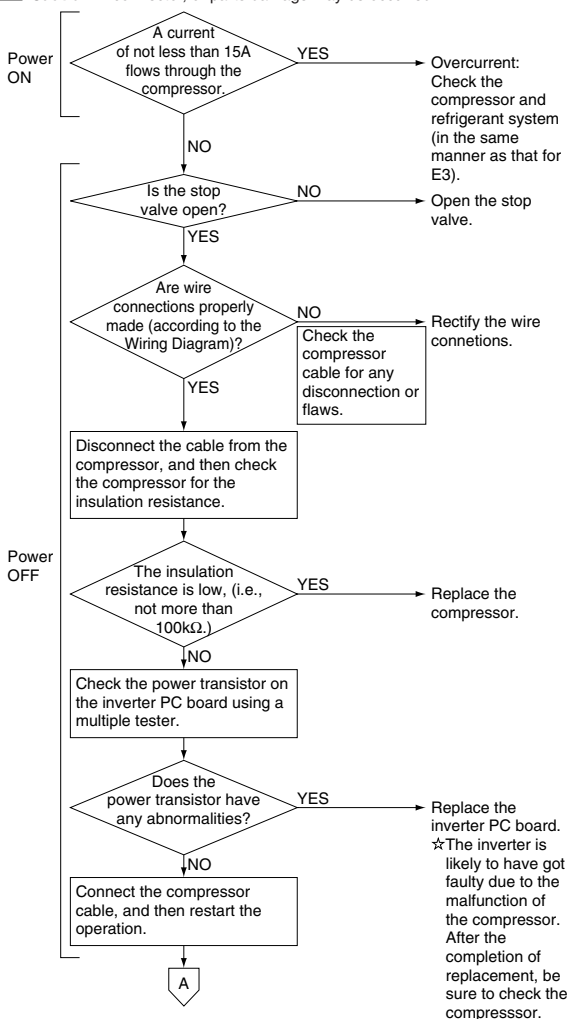 A current
of not less than 15A
flows through the
compressor.
Power
ON
YES
Overcurrent:
Check the
compressor and
refrigerant system
(in the same
manner as that for
E3).
NO
Is the stop
valve open?
NO
Open the stop
valve.
YES
Are wire
connections properly
made (according to the
Wiring Diagram)?
NO
Rectify the wire
connetions.
Check the
compressor
cable for any
disconnection or
flaws.
YES
Disconnect the cable from the
compressor, and then check
the compressor for the
insulation resistance.
Power
OFF
The insulation
resistance is low, (i.e.,
not more than
100kΩ.)
YES
Replace the
compressor.
NO
Check the power transistor on
the inverter PC board using a
multiple tester.
Does the
power transistor have
any abnormalities?
YES
Replace the
inverter PC board.
☆The inverter is
likely to have got
faulty due to the
malfunction of
the compressor.
After the
completion of
replacement, be
sure to check the
compresssor.
NO
Connect the compressor
cable, and then restart the
operation.
A